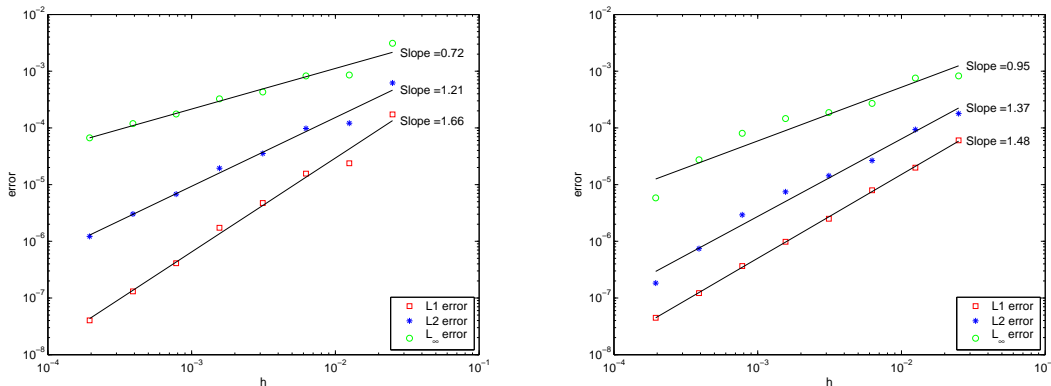 error
10^-2
10^-3
10^-4
10^-5
10^-6
10^-7
10^-8
Slope =0.72
Slope =1.21
Slope =1.66
L1 error
L2 error
L∞ error
10^-4
10^-3
10^-2
10^-1
h
error
10^-2
10^-3
10^-4
10^-5
10^-6
10^-7
10^-8
Slope =0.95
Slope =1.37
Slope =1.48
L1 error
L2 error
L∞ error
10^-4
10^-3
10^-2
10^-1
h